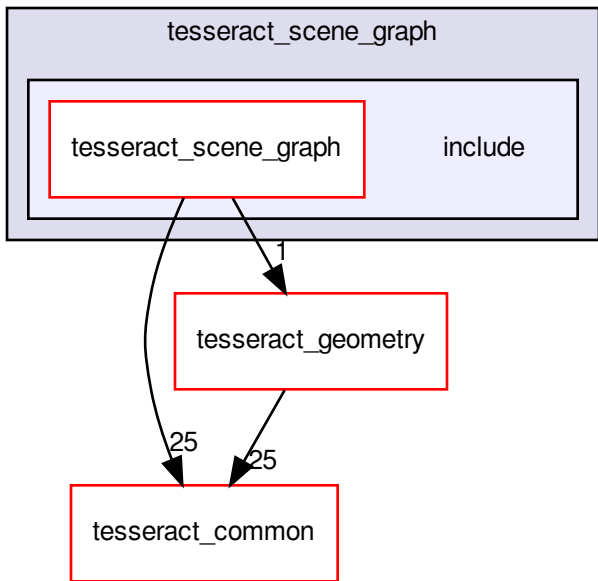 tesseract_scene_graph
tesseract_scene_graph
include
1
tesseract_geometry
25
25
tesseract_common